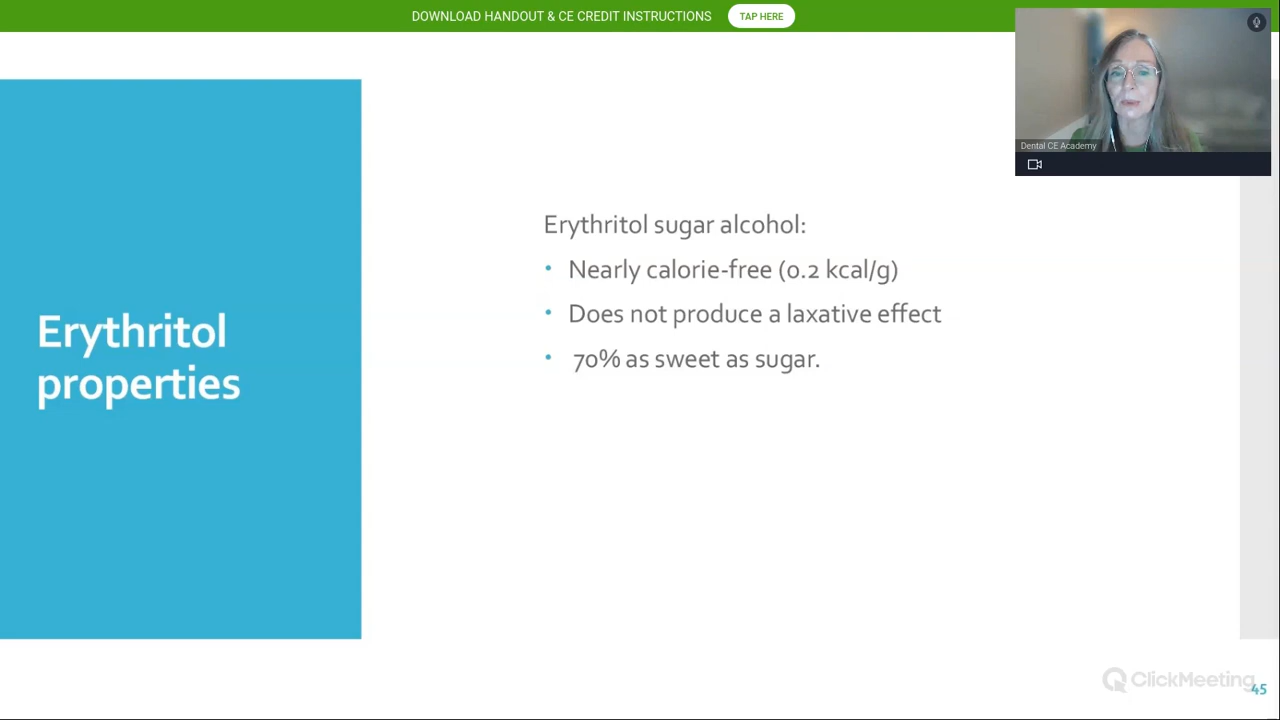 DOWNLOAD HANDOUT & CE CREDIT INSTRUCTIONS TAP HERE
Dental CE Academy
Erythritol
properties
Erythritol sugar alcohol:
• Nearly calorie-free (0.2 kcal/g)
• Does not produce a laxative effect
• 70% as sweet as sugar.
ClickMeeting
45